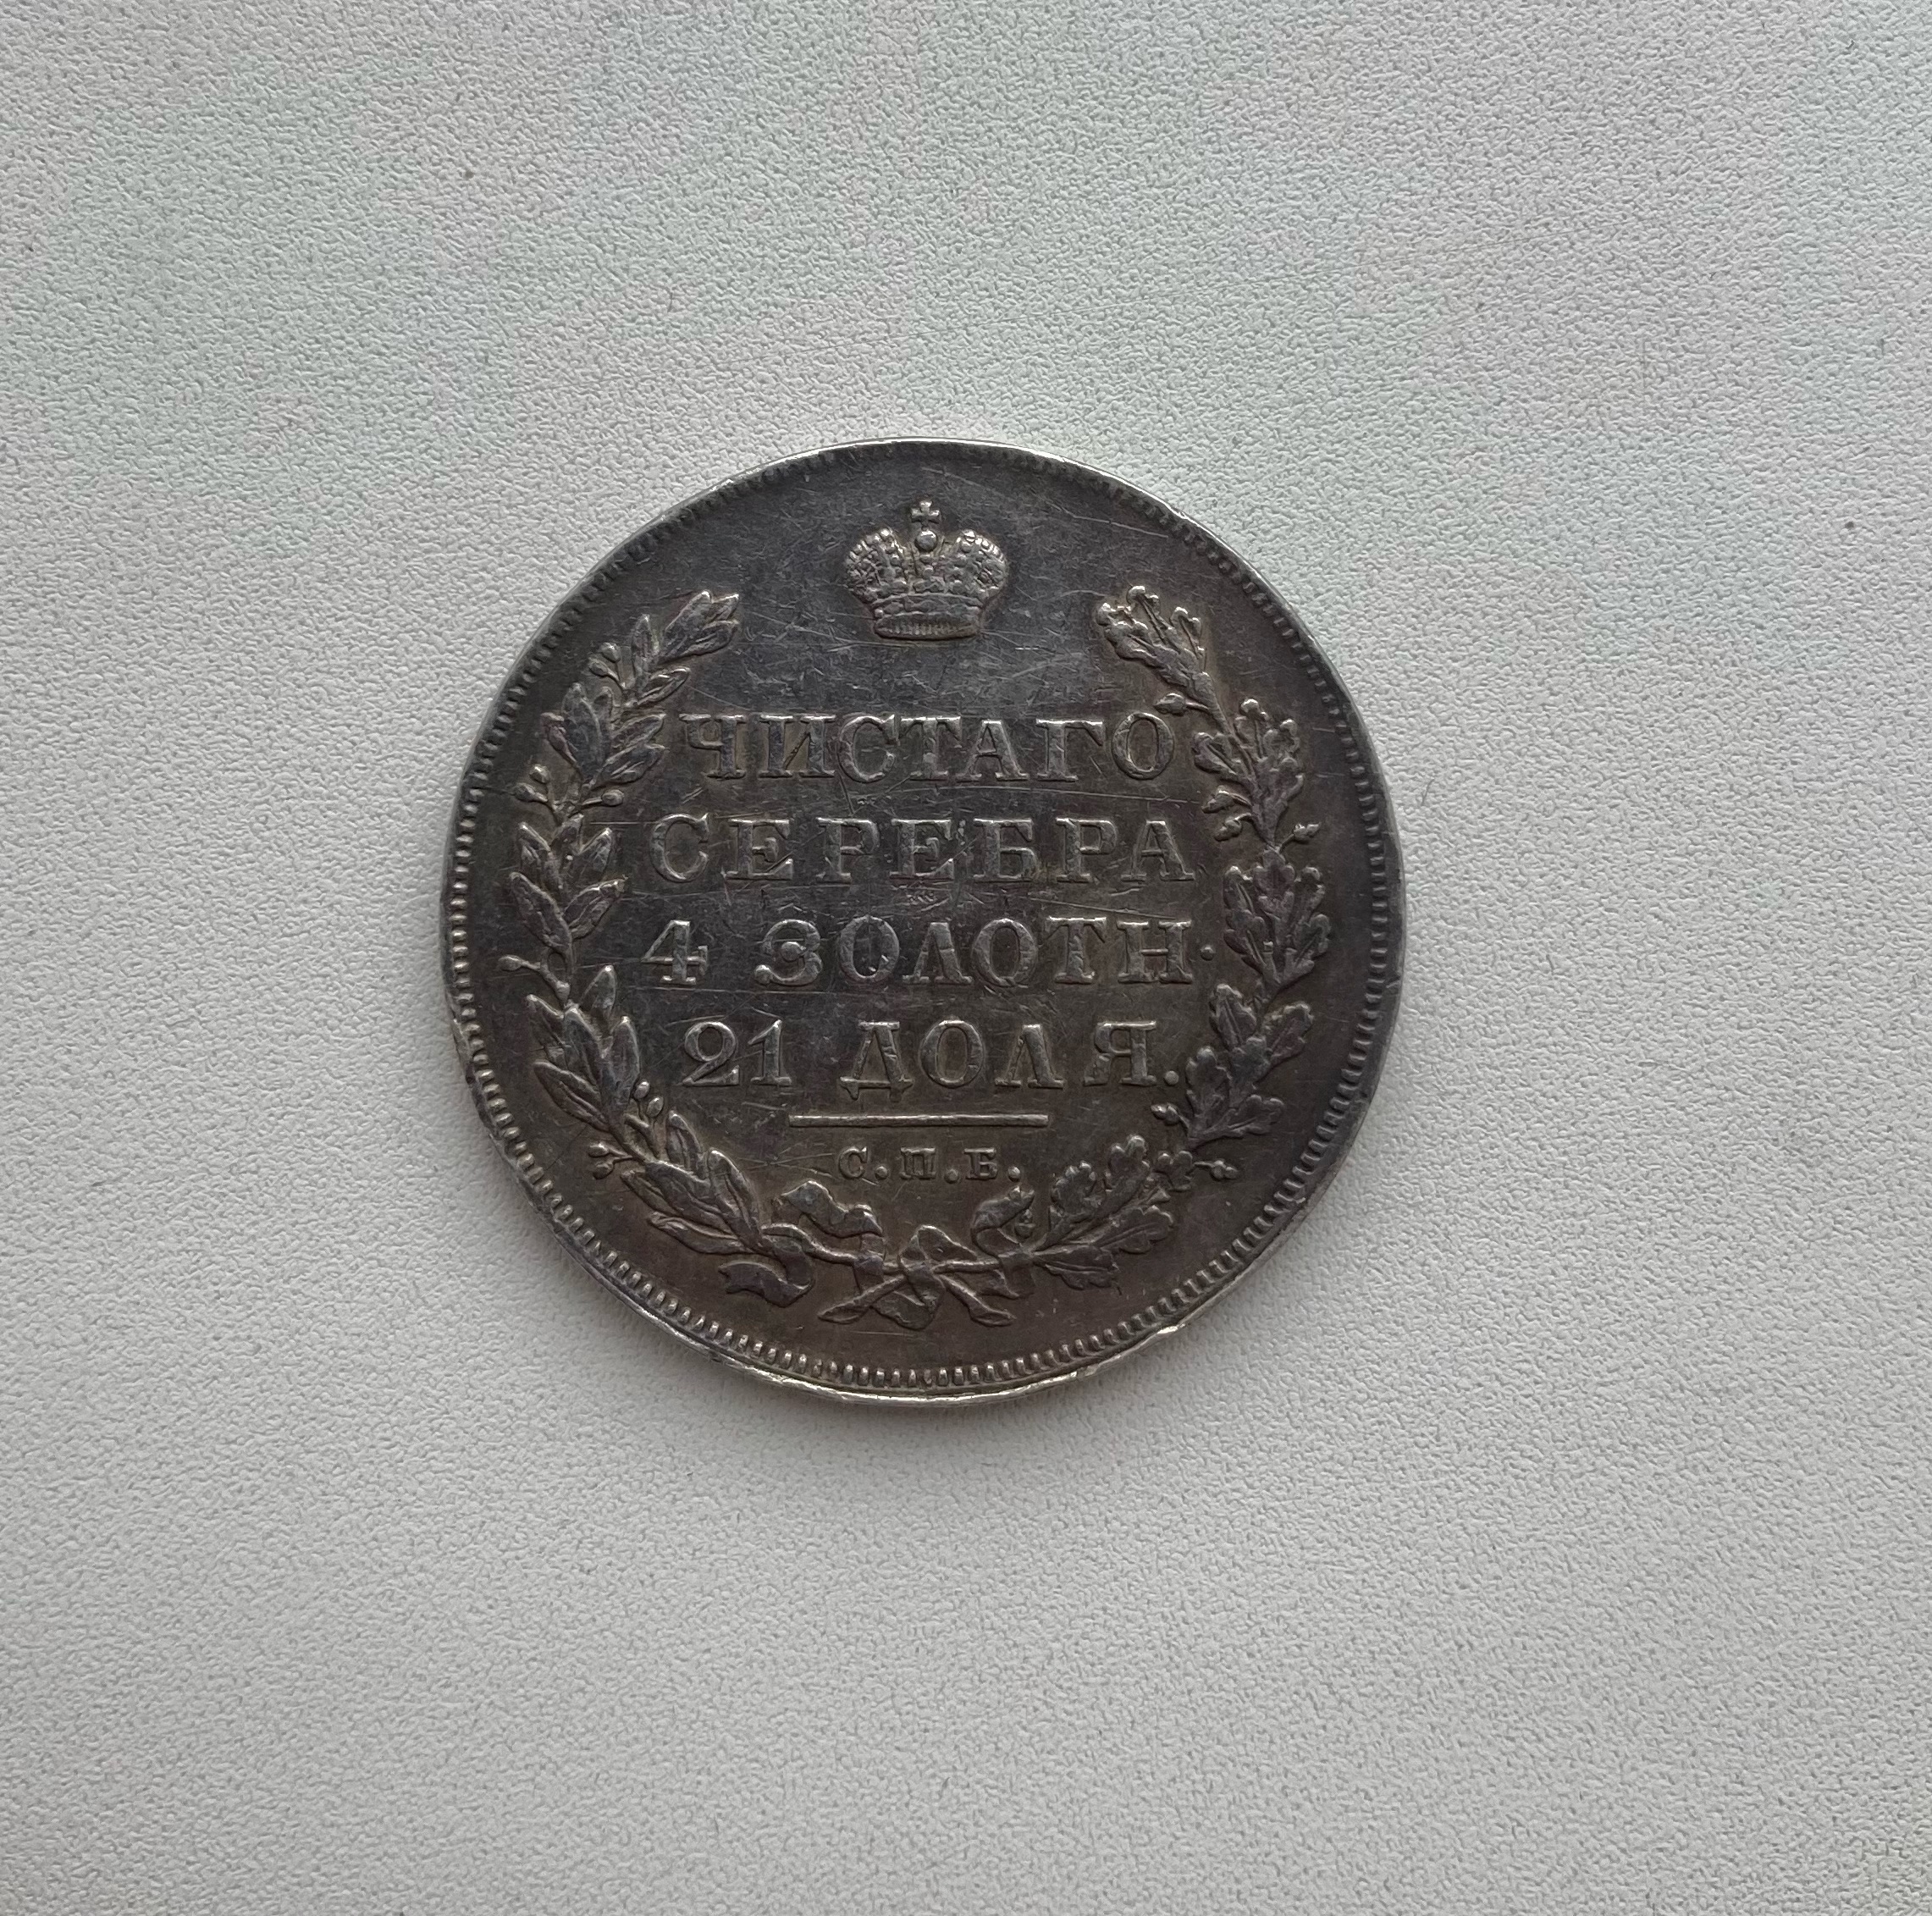 ЧИСТАГО
СЕРЕБРА
4 ЗОЛОТН.
21 ДОЛЯ.
С.П.Б.